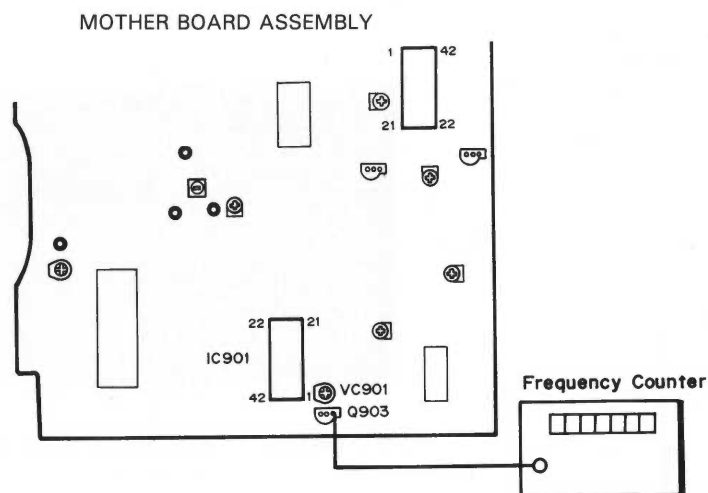 MOTHER BOARD ASSEMBLY
1 42
21 22
22 21
IC901
42 1
VC901
Q903
Frequency Counter